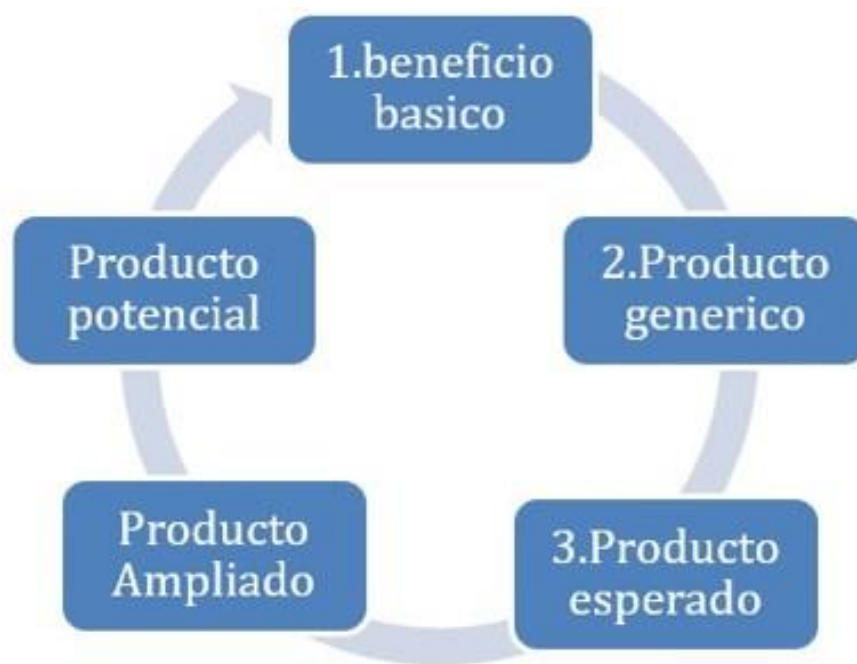 1.beneficio
basico
2.Producto
generico
3.Producto
esperado
Producto
Ampliado
Producto
potencial